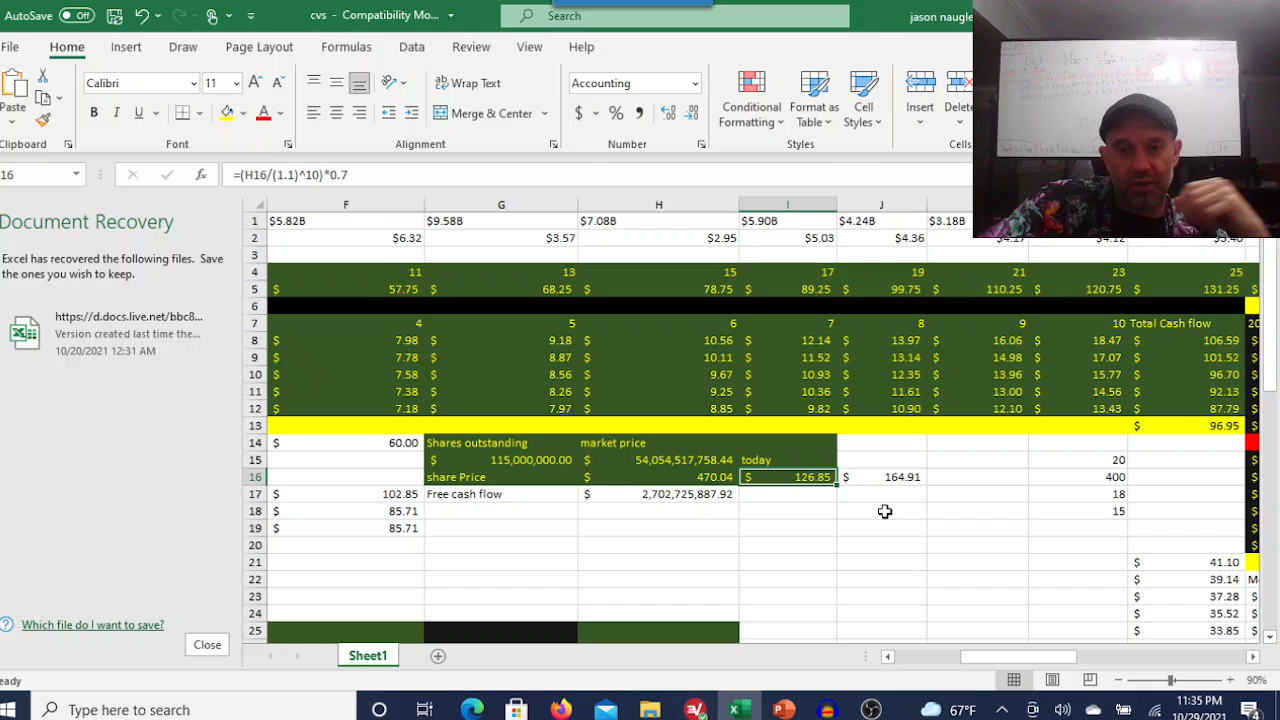 AutoSave Off cvs - Compatibility Mo... Search jason naugle
File Home Insert Draw Page Layout Formulas Data Review View Help
Paste Calibri 11 Wrap Text Accounting Conditional Formatting Format as Table Cell Styles Insert Delete
B I U Merge & Center $ %
Clipboard Font Alignment Number Styles Cells
16 fx =(H16/(1.1)^10)*0.7
Document Recovery
Excel has recovered the following files. Save
the ones you wish to keep.
https://d.docs.live.net/bbc8...
Version created last time the...
10/20/2021 12:31 AM
Which file do I want to save?
Close
F G H I J
1 $5.82B $9.58B $7.08B $5.90B $4.24B $3.18B
2 $6.32 $3.57 $2.95 $5.03 $4.36
3
4 11 13 15 17 19 21 23 25
5 $ 57.75 $ 68.25 $ 78.75 $ 89.25 $ 99.75 $ 110.25 $ 120.75 $ 131.25 $
6
7 4 5 6 7 8 9 10 Total Cash flow
8 $ 7.98 $ 9.18 $ 10.56 $ 12.14 $ 13.97 $ 16.06 $ 18.47 $ 106.59 $
9 $ 7.78 $ 8.87 $ 10.11 $ 11.52 $ 13.14 $ 14.98 $ 17.07 $ 101.52 $
10 $ 7.58 $ 8.56 $ 9.67 $ 10.93 $ 12.35 $ 13.96 $ 15.77 $ 96.70 $
11 $ 7.38 $ 8.26 $ 9.25 $ 10.36 $ 11.61 $ 13.00 $ 14.56 $ 92.13 $
12 $ 7.18 $ 7.97 $ 8.85 $ 9.82 $ 10.90 $ 12.10 $ 13.43 $ 87.79 $
13 $ 96.95
14 $ 60.00 Shares outstanding market price
15 $ 115,000,000.00 $ 54,054,517,758.44 today 20 $
16 share Price $ 470.04 $ 126.85 $ 164.91 400 $
17 $ 102.85 Free cash flow $ 2,702,725,887.92 18 $
18 $ 85.71 15 $
19 $ 85.71 $
20 $
21 $ 41.10
22 $ 39.14
23 $ 37.28 $
24 $ 35.52 $
25 $ 33.85 $
Sheet1
90%
Type here to search 67°F 11:35 PM
10/29/2021